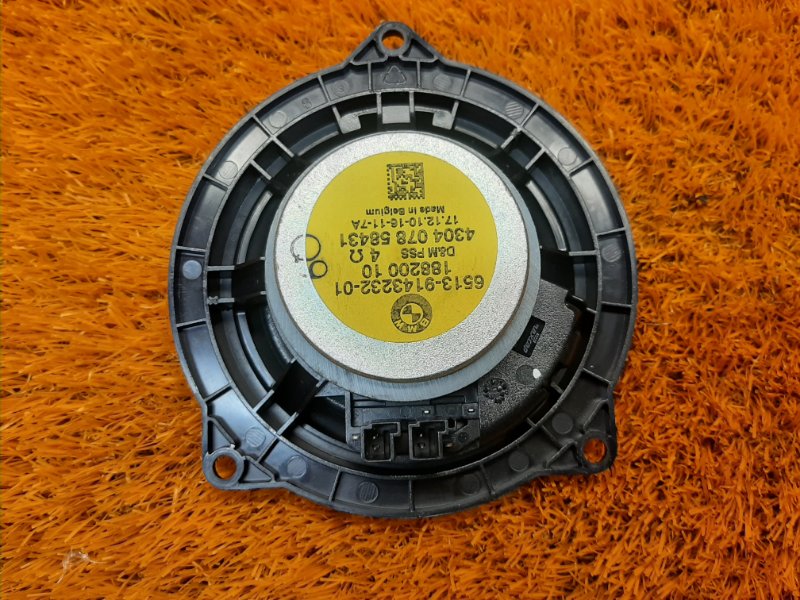 BMW
6513-9143232-01
188200 10
D&M PSS 4 Ω
4304 078 58431
17.12.10-16-11-7A
Made in Belgium